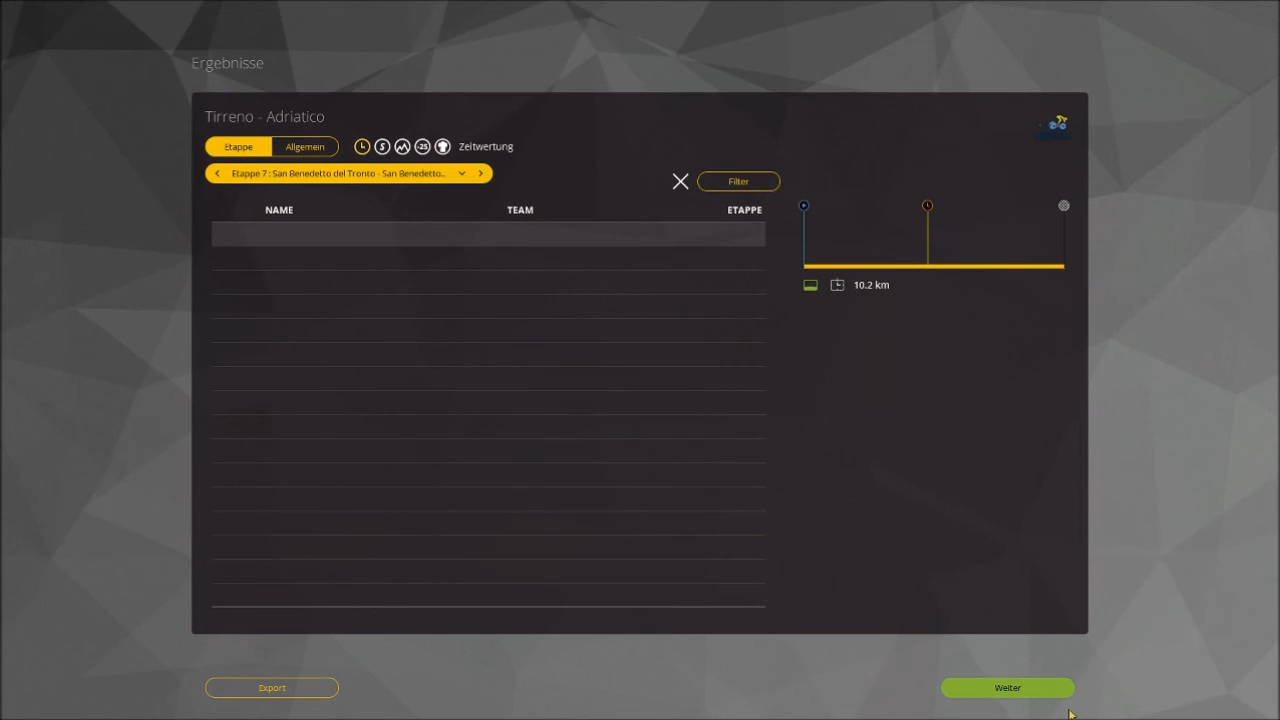 Ergebnisse
Tirreno - Adriatico
Etappe Allgemein S 25 Zeitwertung
Etappe 7 : San Benedetto del Tronto - San Benedetto..
Filter
NAME TEAM ETAPPE
10.2 km
Export Weiter